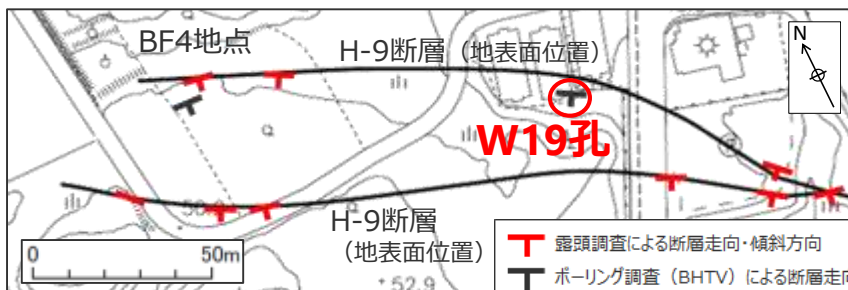 BF4地点
H-9断層（地表面位置）
N
W19孔
H-9断層
（地表面位置）
0 50m
52.9
露頭調査による断層走向・傾斜方向
ボーリング調査（BHTV）による断層走向